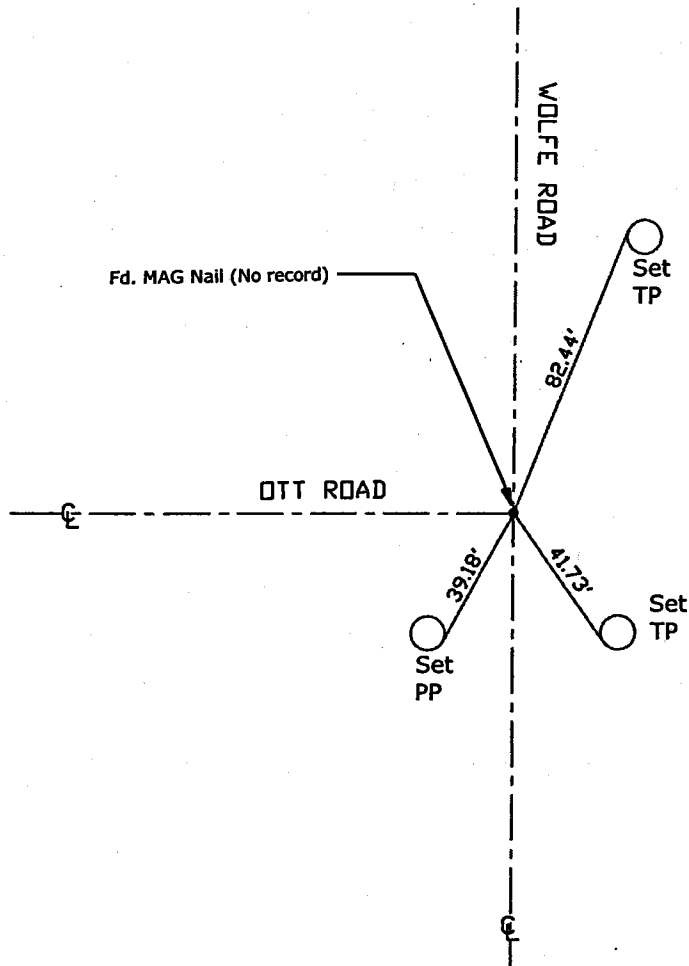 WOLFE ROAD
Set
TP
Fd. MAG Nail (No record)
82.44'
OTT ROAD
℄
39.18'
41.73'
Set
TP
Set
PP
℄